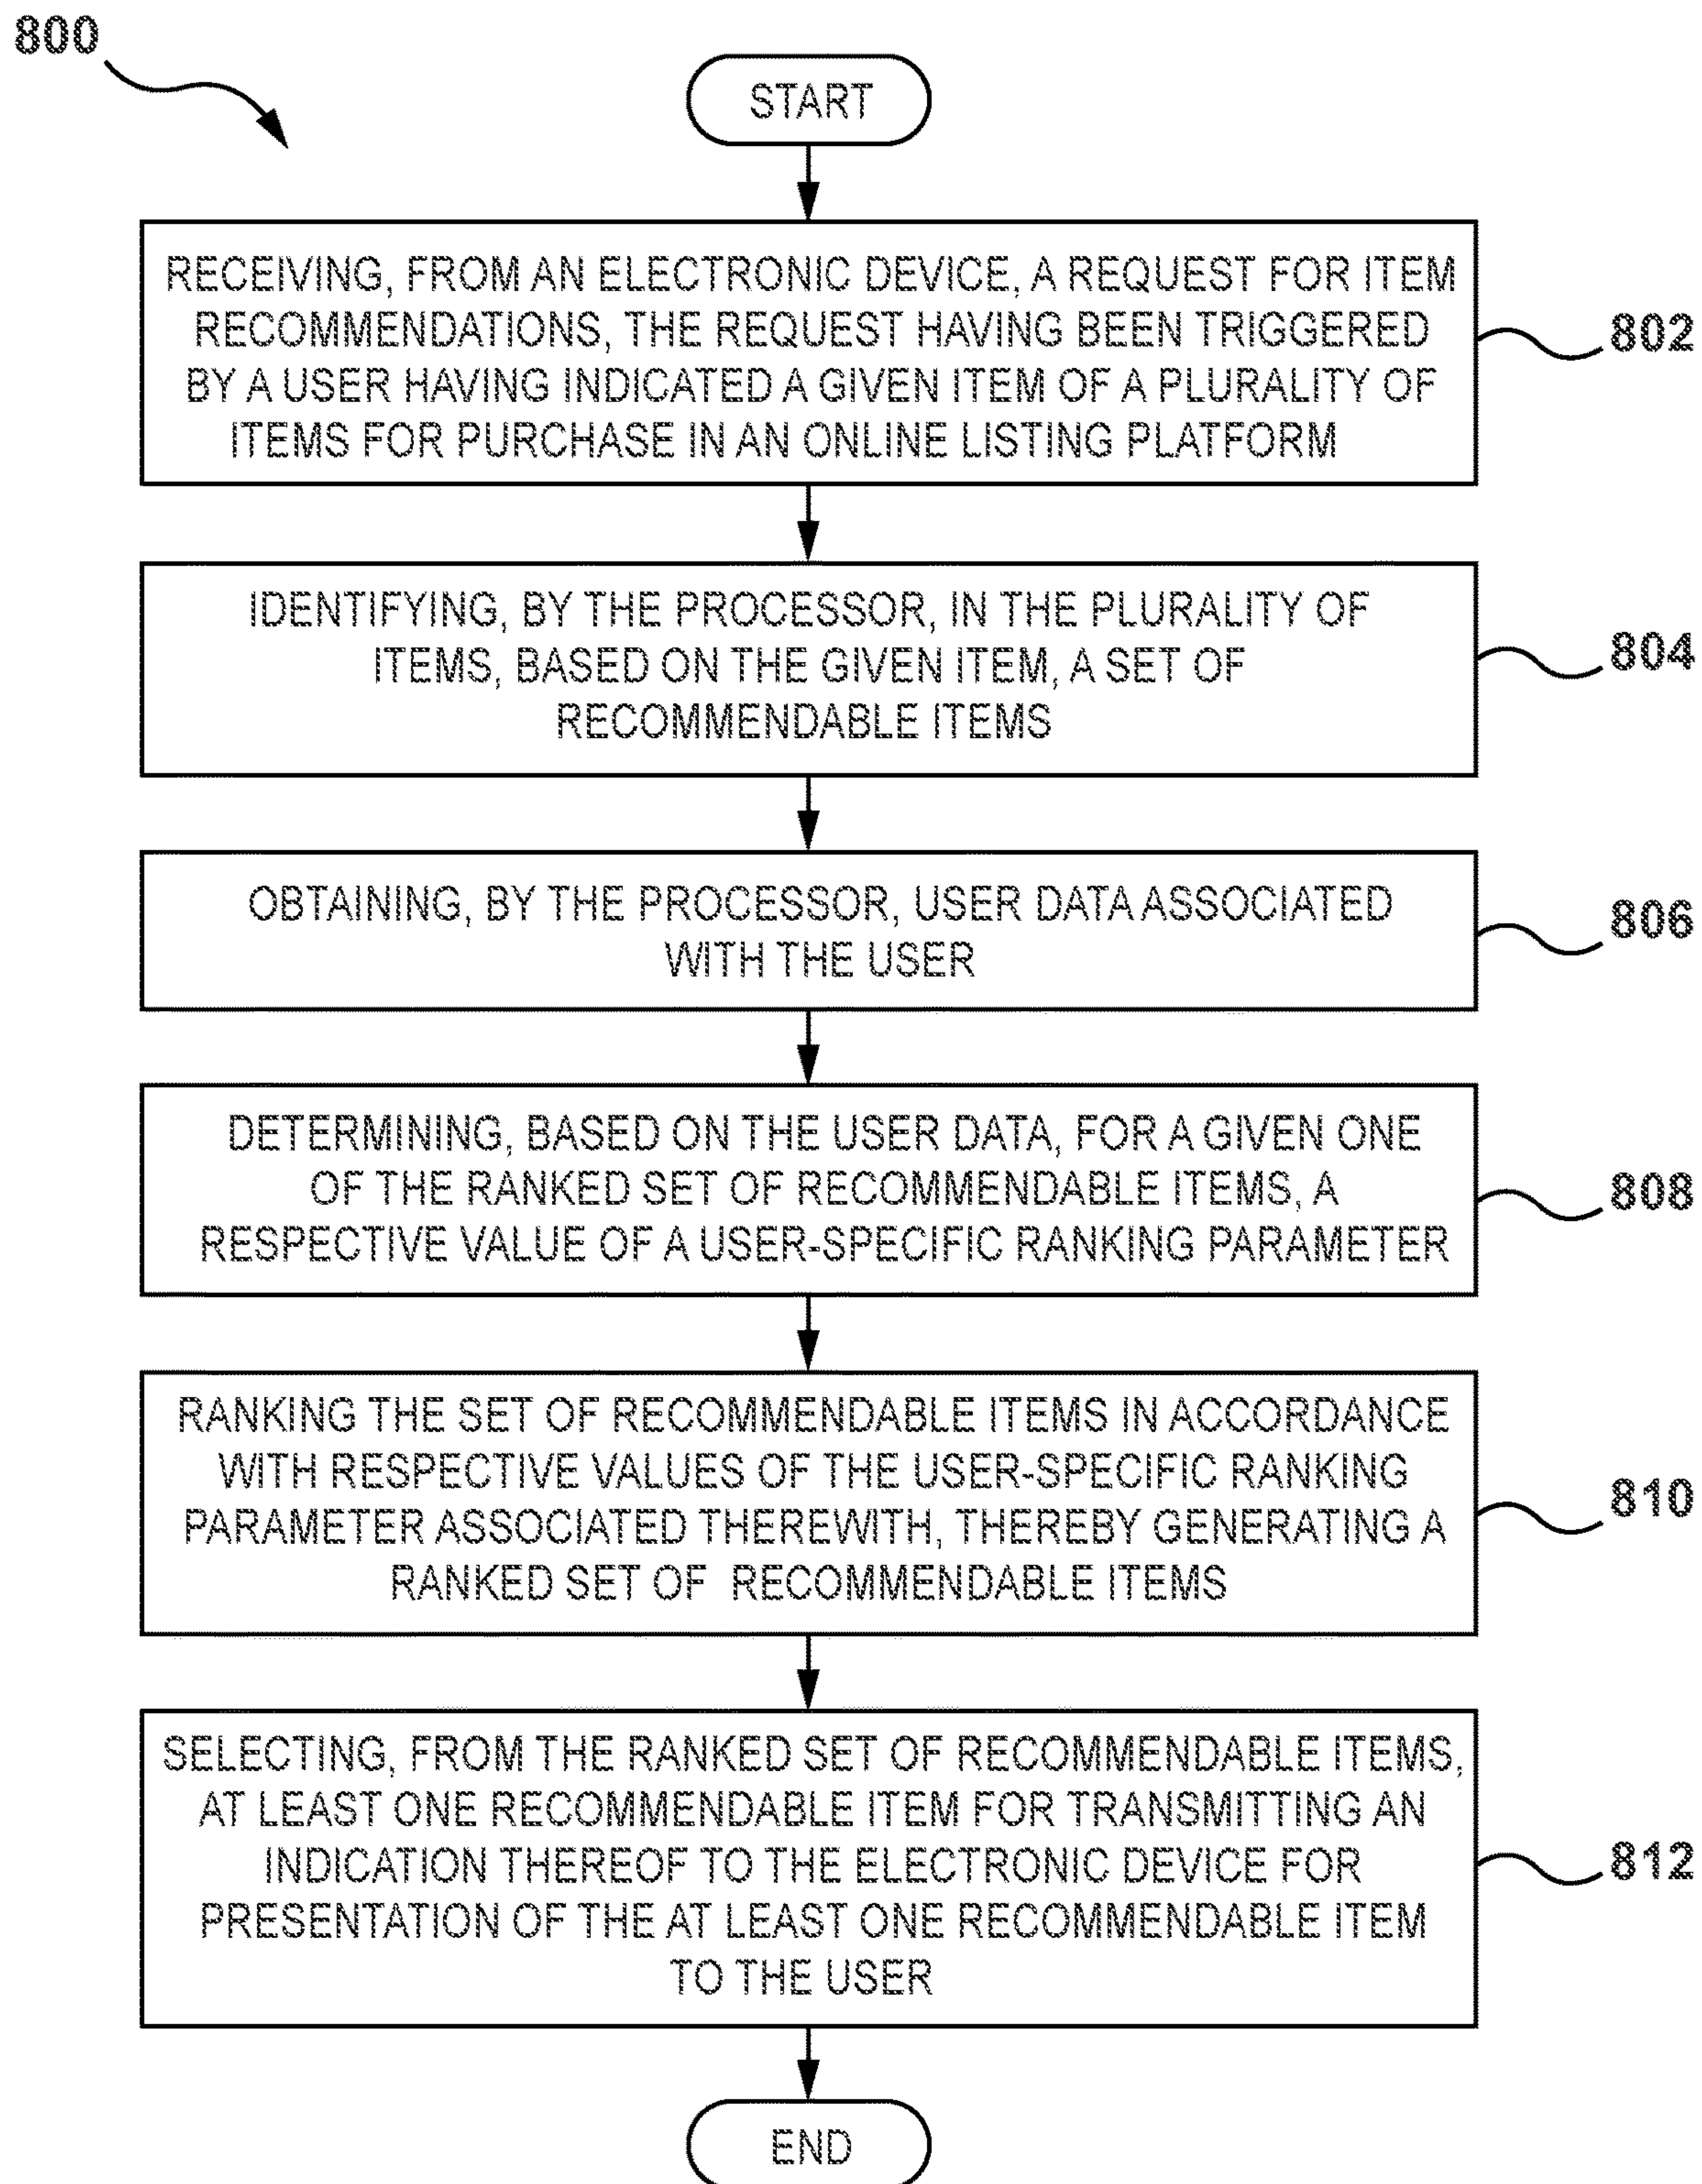 800
START
RECEIVING, FROM AN ELECTRONIC DEVICE, A REQUEST FOR ITEM
RECOMMENDATIONS, THE REQUEST HAVING BEEN TRIGGERED
BY A USER HAVING INDICATED A GIVEN ITEM OF A PLURALITY OF
ITEMS FOR PURCHASE IN AN ONLINE LISTING PLATFORM
802
IDENTIFYING, BY THE PROCESSOR, IN THE PLURALITY OF
ITEMS, BASED ON THE GIVEN ITEM, A SET OF
RECOMMENDABLE ITEMS
804
OBTAINING, BY THE PROCESSOR, USER DATA ASSOCIATED
WITH THE USER
806
DETERMINING, BASED ON THE USER DATA, FOR A GIVEN ONE
OF THE RANKED SET OF RECOMMENDABLE ITEMS, A
RESPECTIVE VALUE OF A USER-SPECIFIC RANKING PARAMETER
808
RANKING THE SET OF RECOMMENDABLE ITEMS IN ACCORDANCE
WITH RESPECTIVE VALUES OF THE USER-SPECIFIC RANKING
PARAMETER ASSOCIATED THEREWITH, THEREBY GENERATING A
RANKED SET OF RECOMMENDABLE ITEMS
810
SELECTING, FROM THE RANKED SET OF RECOMMENDABLE ITEMS,
AT LEAST ONE RECOMMENDABLE ITEM FOR TRANSMITTING AN
INDICATION THEREOF TO THE ELECTRONIC DEVICE FOR
PRESENTATION OF THE AT LEAST ONE RECOMMENDABLE ITEM
TO THE USER
812
END